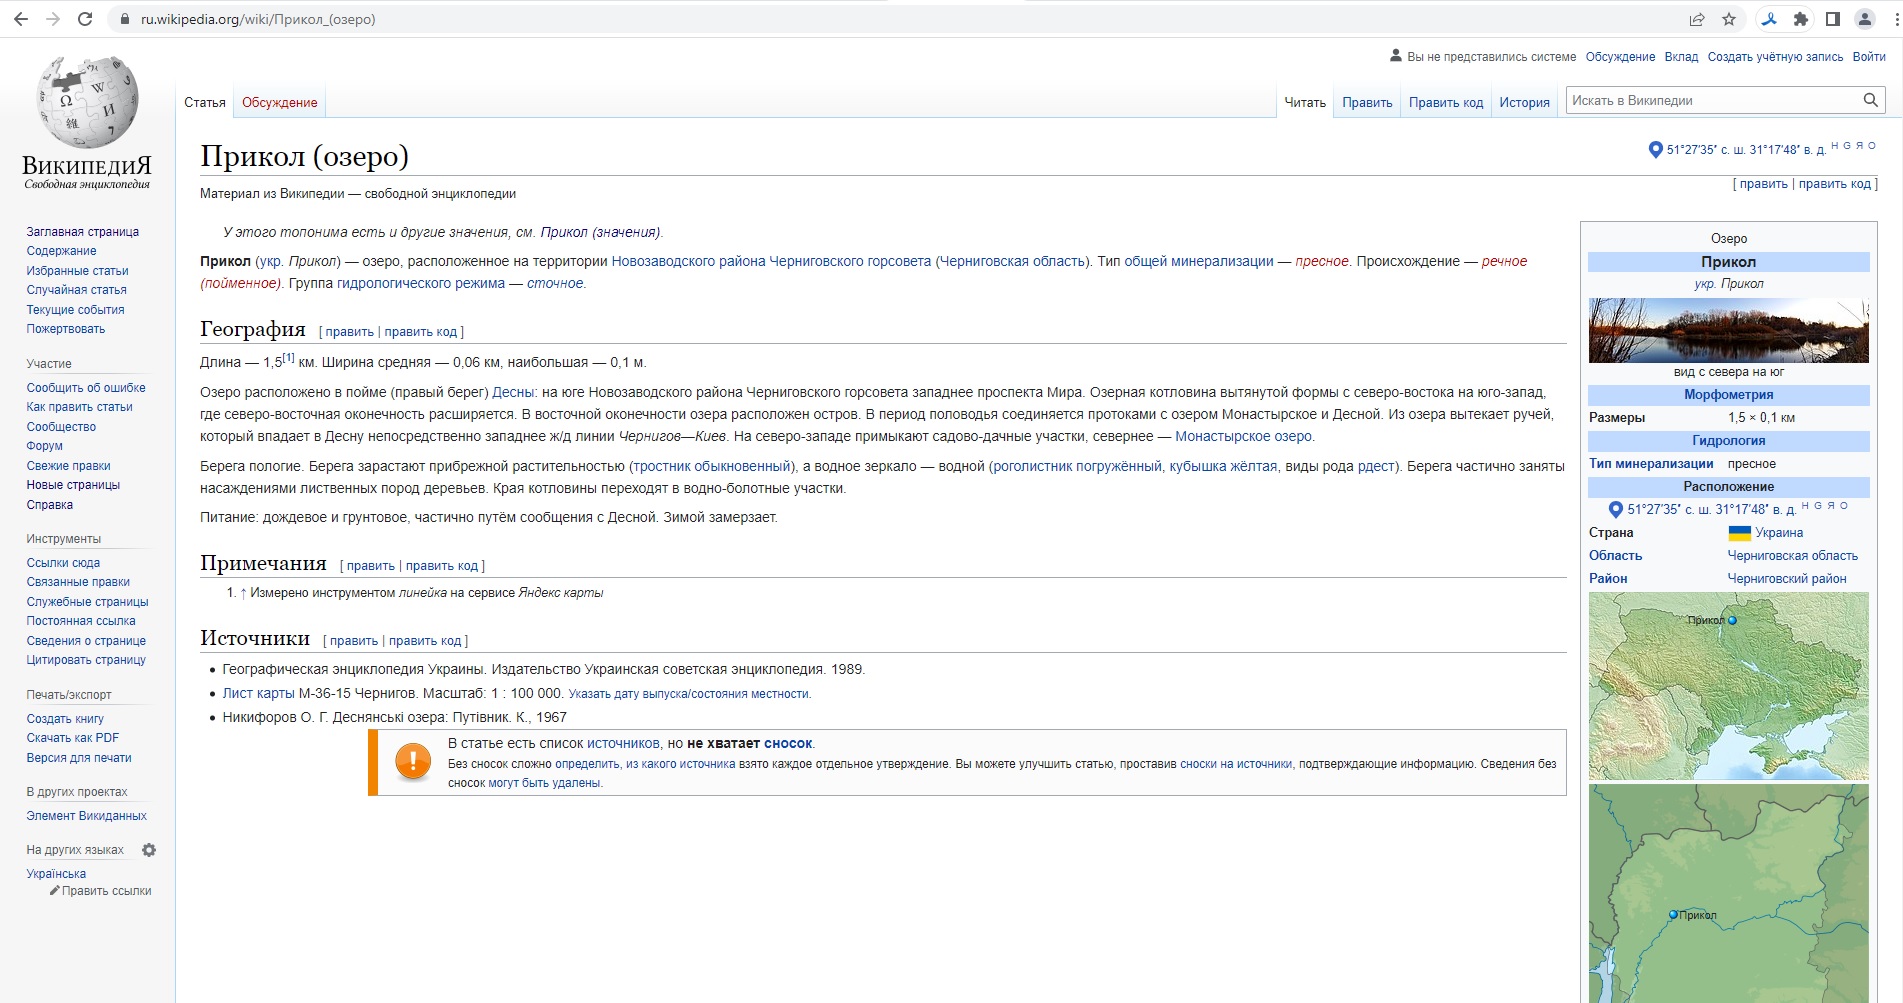 ru.wikipedia.org/wiki/Прикол_(озеро)
Вы не представились системе Обсуждение Вклад Создать учётную запись Войти
Статья Обсуждение Читать Править Править код История Искать в Википедии
ВИКИПЕДИЯ
Свободная энциклопедия
Заглавная страница
Содержание
Избранные статьи
Случайная статья
Текущие события
Пожертвовать
Участие
Сообщить об ошибке
Как править статьи
Сообщество
Форум
Свежие правки
Новые страницы
Справка
Инструменты
Ссылки сюда
Связанные правки
Служебные страницы
Постоянная ссылка
Сведения о странице
Цитировать страницу
Печать/экспорт
Создать книгу
Скачать как PDF
Версия для печати
В других проектах
Элемент Викиданных
На других языках
Українська
Править ссылки
Прикол (озеро)
51°27′35″ с. ш. 31°17′48″ в. д. H G Я O
[ править | править код ]
Материал из Википедии — свободной энциклопедии
У этого топонима есть и другие значения, см. Прикол (значения).
Прикол (укр. Прикол) — озеро, расположенное на территории Новозаводского района Черниговского горсовета (Черниговская область). Тип общей минерализации — пресное. Происхождение — речное
(пойменное). Группа гидрологического режима — сточное.
География [ править | править код ]
Длина — 1,5[1] км. Ширина средняя — 0,06 км, наибольшая — 0,1 м.
Озеро расположено в пойме (правый берег) Десны: на юге Новозаводского района Черниговского горсовета западнее проспекта Мира. Озерная котловина вытянутой формы с северо-востока на юго-запад,
где северо-восточная оконечность расширяется. В восточной оконечности озера расположен остров. В период половодья соединяется протоками с озером Монастырское и Десной. Из озера вытекает ручей,
который впадает в Десну непосредственно западнее ж/д линии Чернигов—Киев. На северо-западе примыкают садово-дачные участки, севернее — Монастырское озеро.
Берега пологие. Берега зарастают прибрежной растительностью (тростник обыкновенный), а водное зеркало — водной (роголистник погружённый, кубышка жёлтая, виды рода рдест). Берега частично заняты
насаждениями лиственных пород деревьев. Края котловины переходят в водно-болотные участки.
Питание: дождевое и грунтовое, частично путём сообщения с Десной. Зимой замерзает.
Примечания [ править | править код ]
1. ↑ Измерено инструментом линейка на сервисе Яндекс карты
Источники [ править | править код ]
• Географическая энциклопедия Украины. Издательство Украинская советская энциклопедия. 1989.
• Лист карты М-36-15 Чернигов. Масштаб: 1 : 100 000. Указать дату выпуска/состояния местности.
• Никифоров О. Г. Деснянські озера: Путівник. К., 1967
В статье есть список источников, но не хватает сносок.
Без сносок сложно определить, из какого источника взято каждое отдельное утверждение. Вы можете улучшить статью, проставив сноски на источники, подтверждающие информацию. Сведения без
сносок могут быть удалены.
Озеро
Прикол
укр. Прикол
вид с севера на юг
Морфометрия
Размеры 1,5 × 0,1 км
Гидрология
Тип минерализации пресное
Расположение
51°27′35″ с. ш. 31°17′48″ в. д. H G Я O
Страна Украина
Область Черниговская область
Район Черниговский район
Прикол
Прикол